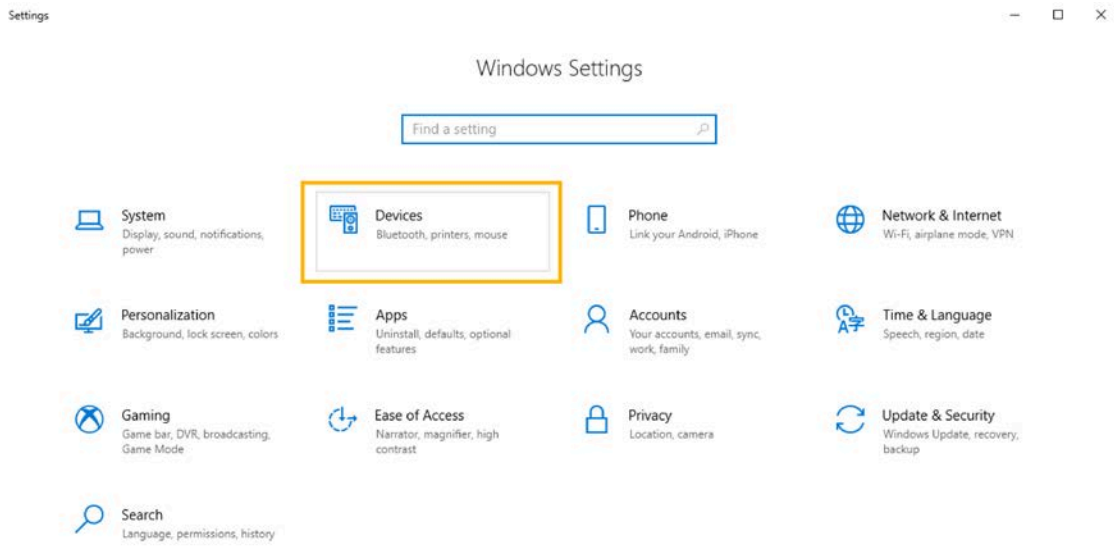 Settings
Windows Settings
Find a setting
System
Display, sound, notifications,
power
Devices
Bluetooth, printers, mouse
Phone
Link your Android, iPhone
Network & Internet
Wi-Fi, airplane mode, VPN
Personalization
Background, lock screen, colors
Apps
Uninstall, defaults, optional
features
Accounts
Your accounts, email, sync,
work, family
Time & Language
Speech, region, date
Gaming
Game bar, DVR, broadcasting,
Game Mode
Ease of Access
Narrator, magnifier, high
contrast
Privacy
Location, camera
Update & Security
Windows Update, recovery,
backup
Search
Language, permissions, history